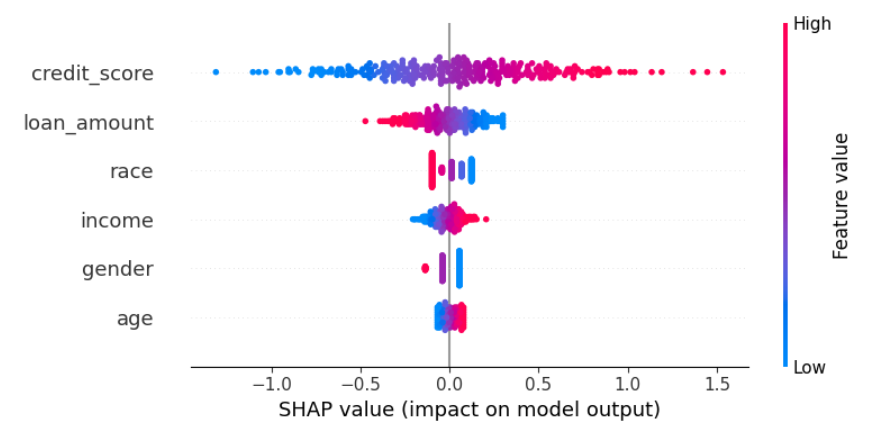 High
credit_score
loan_amount
race
income
gender
age
Feature value
Low
−1.0 −0.5 0.0 0.5 1.0 1.5
SHAP value (impact on model output)